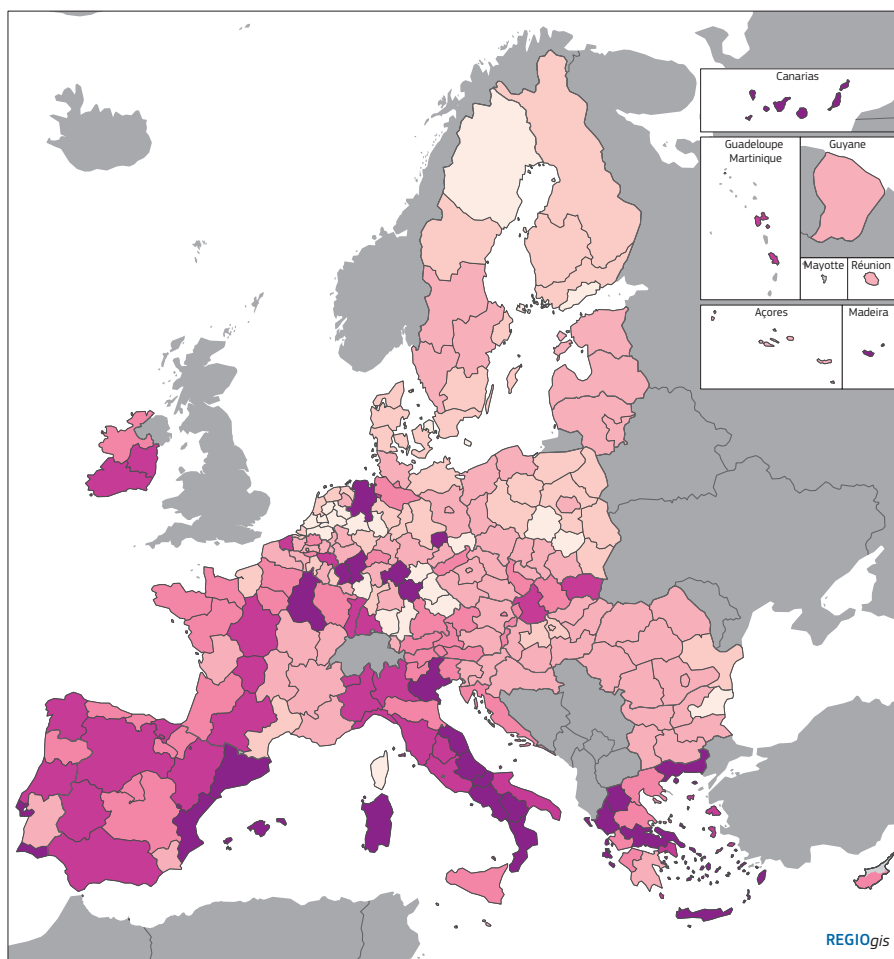 Canarias
Guadeloupe
Martinique
Guyane
Mayotte
Réunion
Açores
Madeira
REGIOgis